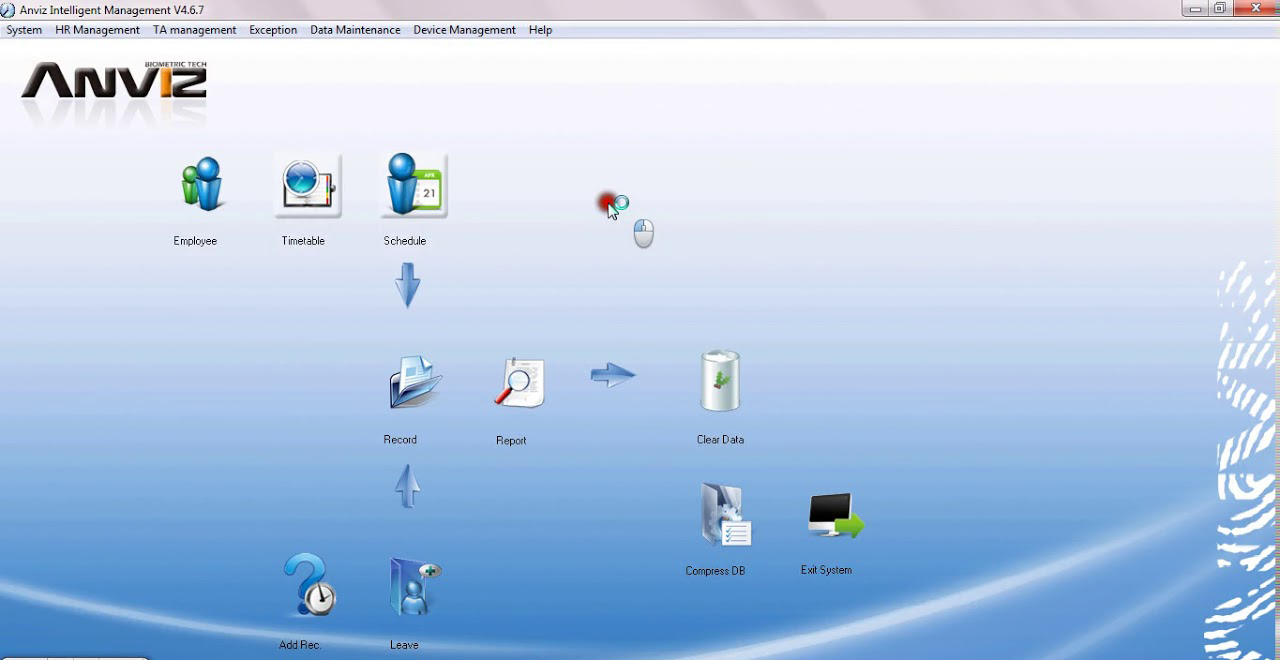 Anviz Intelligent Management V4.6.7
System HR Management TA management Exception Data Maintenance Device Management Help
BIOMETRIC TECH
ANVIZ
APR
21
Employee Timetable Schedule
Record Report Clear Data
Compress DB Exit System
Add Rec. Leave